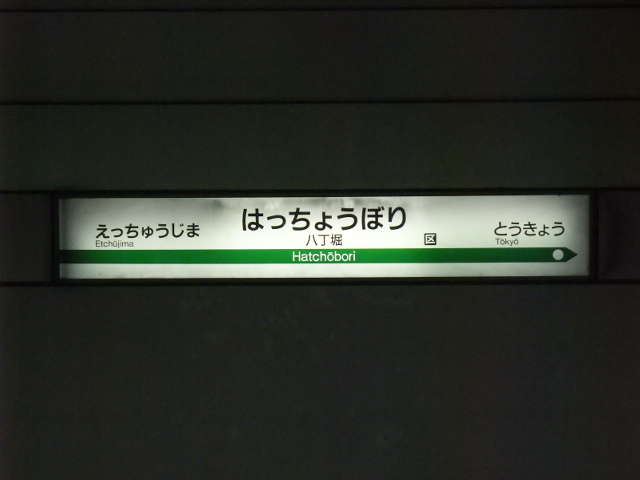 はっちょうぼり
八丁堀
区
Hatchōbori
えっちゅうじま
Etchūjima
とうきょう
Tōkyō